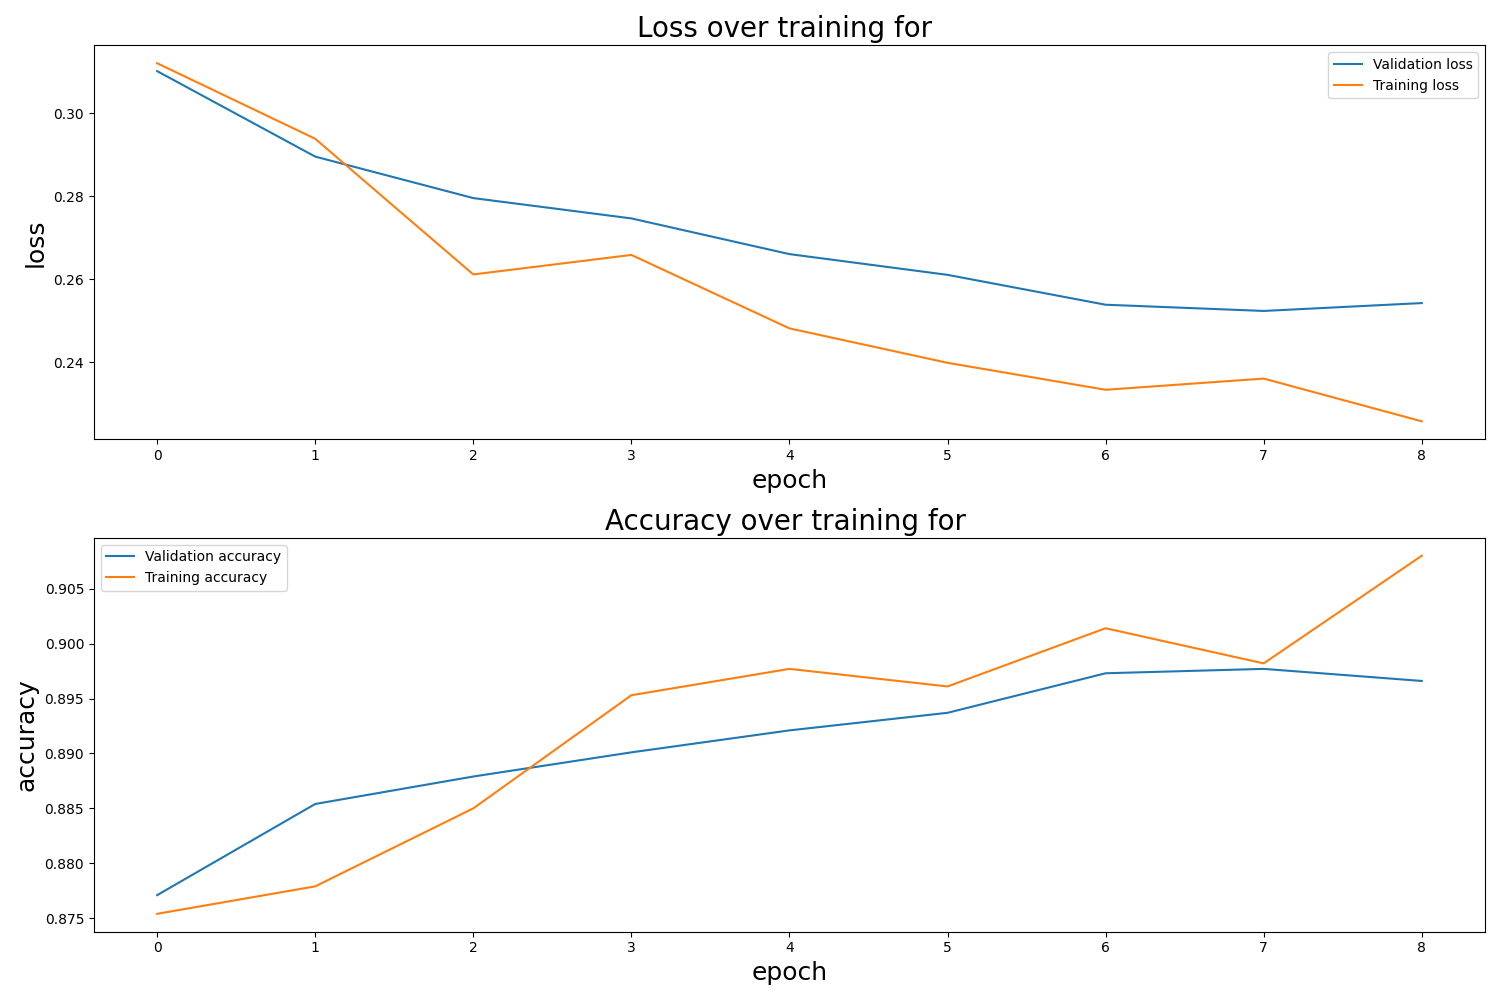 Loss over training for
Validation loss
Training loss
0.30
0.28
0.26
0.24
loss
0 1 2 3 4 5 6 7 8
epoch
Accuracy over training for
Validation accuracy
Training accuracy
0.905
0.900
0.895
0.890
0.885
0.880
0.875
accuracy
0 1 2 3 4 5 6 7 8
epoch